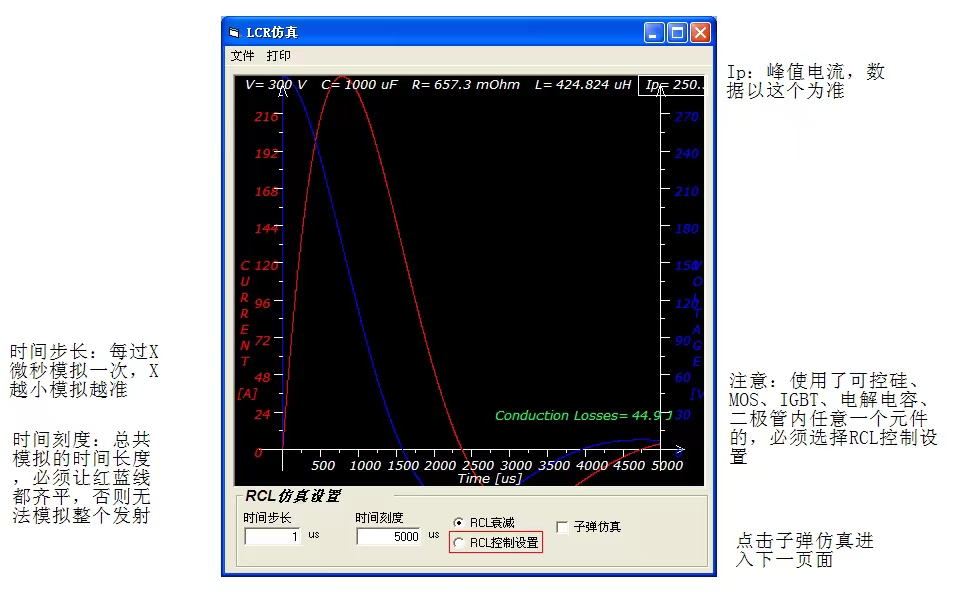 LCR仿真
文件 打印
V= 300 V C= 1000 uF R= 657.3 mOhm L= 424.824 uH Ip= 250..
216
192
168
144
120
96
72
48
24
0
CURRENT
[A]
270
240
210
180
150
120
90
60
30
0
VOLTAGE
[V
Conduction Losses= 44.9 J
500 1000 1500 2000 2500 3000 3500 4000 4500 5000
Time [us]
RCL仿真设置
时间步长
1 us
时间刻度
5000 us
RCL衰减
RCL控制设置
子弹仿真
Ip：峰值电流，数
据以这个为准
时间步长：每过X
微秒模拟一次，X
越小模拟越准
时间刻度：总共
模拟的时间长度
，必须让红蓝线
都齐平，否则无
法模拟整个发射
注意：使用了可控硅、
MOS、IGBT、电解电容、
二极管内任意一个元件
的，必须选择RCL控制设
置
点击子弹仿真进
入下一页面